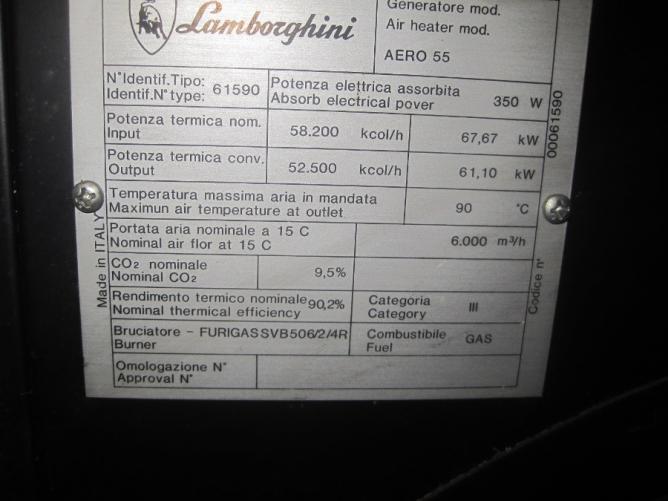 Lamborghini
Generatore mod.
Air heater mod.
AERO 55
N°Identif.Tipo:
Identif.N°type: 61590
Potenza elettrica assorbita
Absorb electrical pover 350 W
Potenza termica nom.
Input 58.200 kcol/h 67,67 kW
Potenza termica conv.
Output 52.500 kcol/h 61,10 kW
Temperatura massima aria in mandata
Maximun air temperature at outlet 90 °C
Portata aria nominale a 15 C
Nominal air flor at 15 C 6.000 m³/h
CO2 nominale
Nominal CO2 9,5%
Rendimento termico nominale 90,2%
Nominal thermical efficiency
Categoria
Category III
Bruciatore - FURIGAS SVB506/2/4R
Burner
Combustibile
Fuel GAS
Omologazione N°
Approval N°
Made in ITALY
Codice n° 00061590